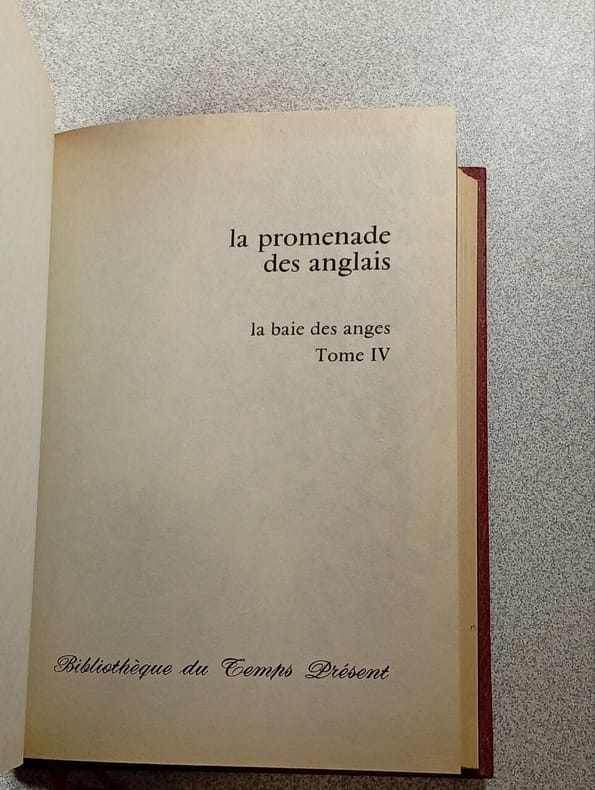 la promenade
des anglais
la baie des anges
Tome IV
Bibliothèque du Temps Présent